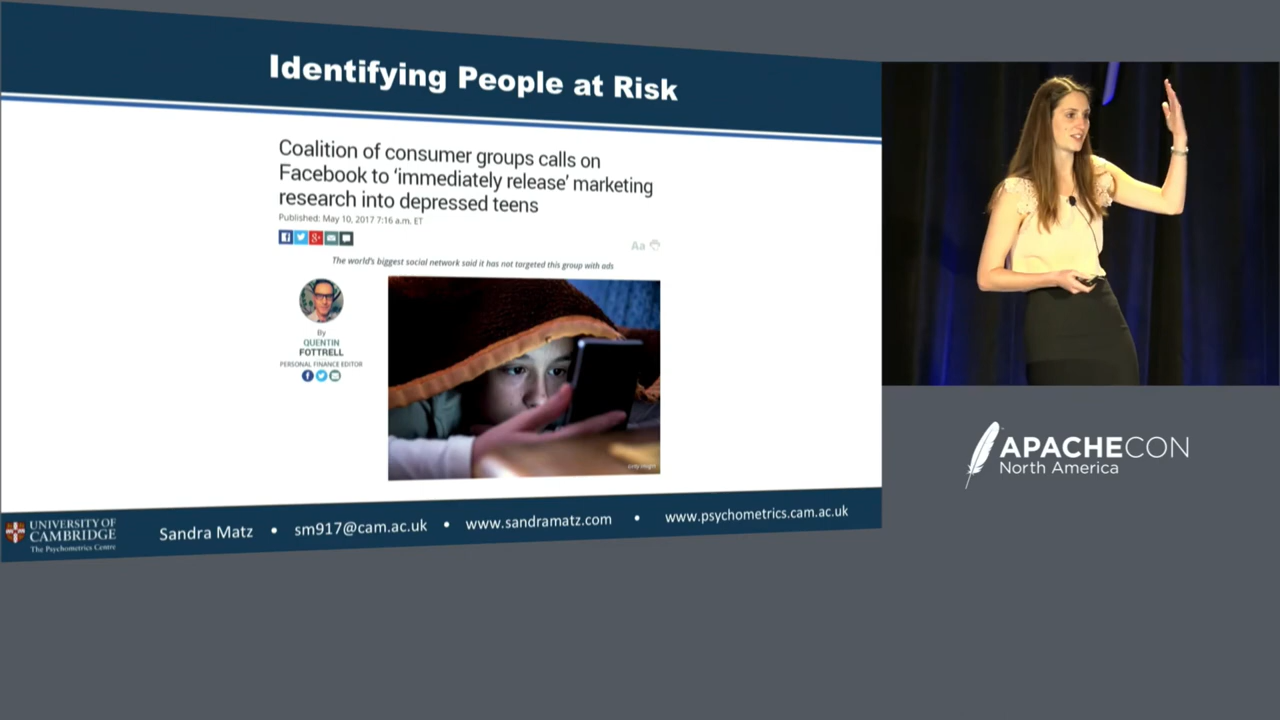 Identifying People at Risk
Coalition of consumer groups calls on
Facebook to ‘immediately release’ marketing
research into depressed teens
Published: May 10, 2017 7:16 a.m. ET
Aa
The world's biggest social network said it has not targeted this group with ads
By
QUENTIN
FOTTRELL
PERSONAL FINANCE EDITOR
UNIVERSITY OF
CAMBRIDGE
The Psychometrics Centre
Sandra Matz • sm917@cam.ac.uk • www.sandramatz.com • www.psychometrics.cam.ac.uk
APACHECON
North America